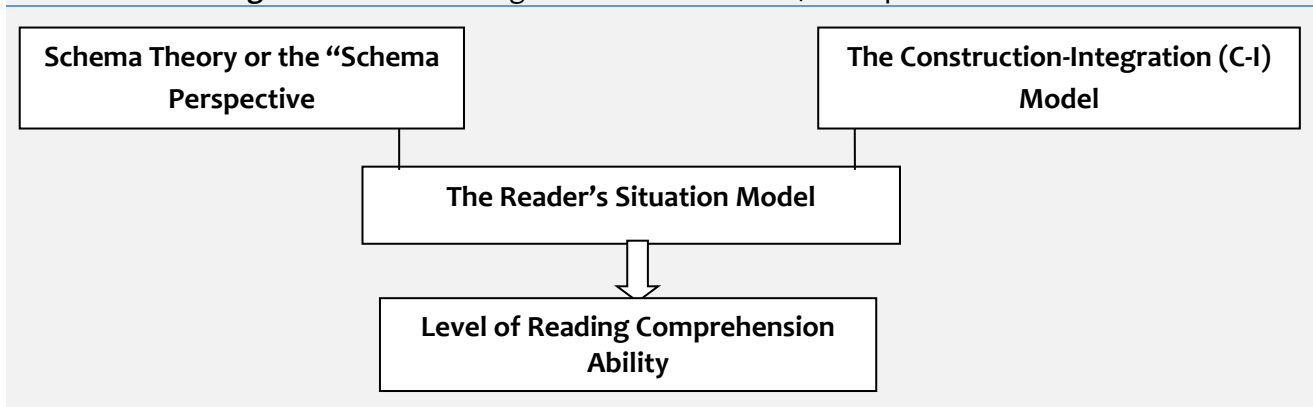 Schema Theory or the “Schema
Perspective
The Construction-Integration (C-I)
Model
The Reader’s Situation Model
Level of Reading Comprehension
Ability